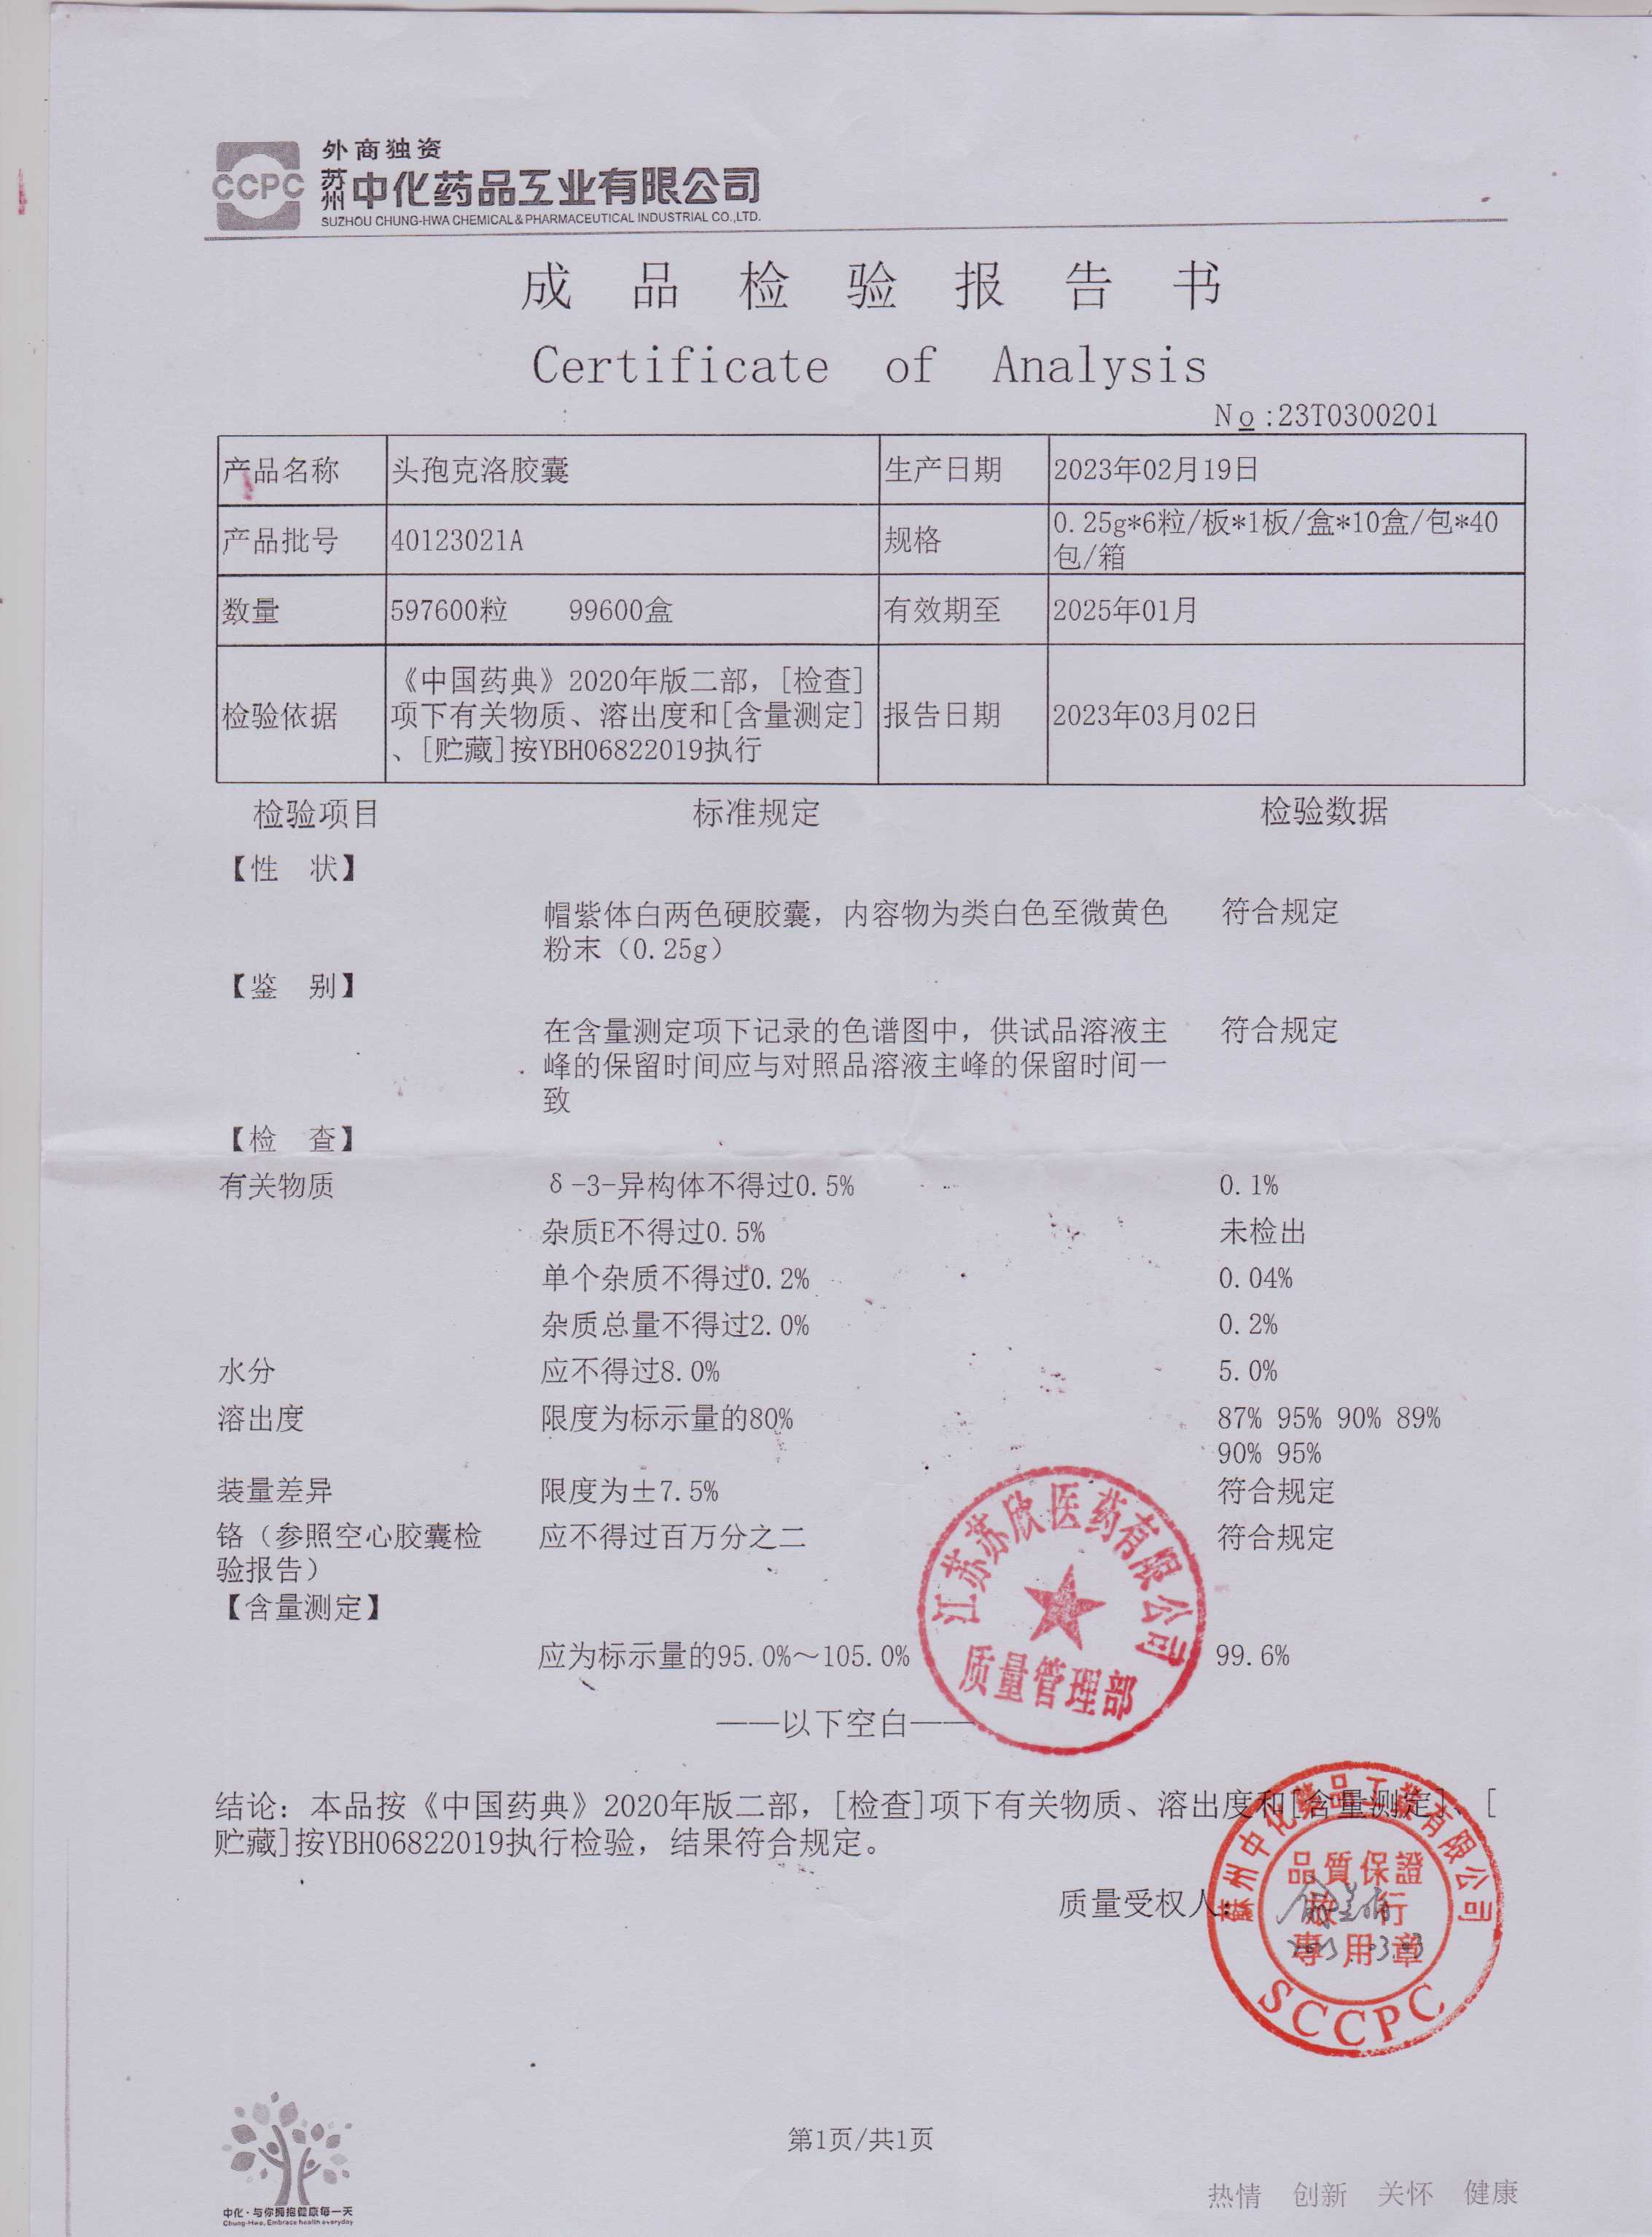 外商独资
CCPC
苏州中化药品工业有限公司
SUZHOU CHUNG-HWA CHEMICAL & PHARMACEUTICAL INDUSTRIAL CO.,LTD.
成品检验报告书
Certificate of Analysis
No:23T0300201
产品名称 头孢克洛胶囊 生产日期 2023年02月19日
产品批号 40123021A 规格 0.25g*6粒/板*1板/盒*10盒/包*40
包/箱
数量 597600粒 99600盒 有效期至 2025年01月
《中国药典》2020年版二部，[检查]
检验依据 项下有关物质、溶出度和[含量测定] 报告日期 2023年03月02日
、[贮藏]按YBH06822019执行
检验项目 标准规定 检验数据
【性 状】
帽紫体白两色硬胶囊，内容物为类白色至微黄色 符合规定
粉末（0.25g）
【鉴 别】
在含量测定项下记录的色谱图中，供试品溶液主 符合规定
峰的保留时间应与对照品溶液主峰的保留时间一
致
【检 查】
有关物质 δ-3-异构体不得过0.5% 0.1%
杂质E不得过0.5% 未检出
单个杂质不得过0.2% 0.04%
杂质总量不得过2.0% 0.2%
水分 应不得过8.0% 5.0%
溶出度 限度为标示量的80% 87% 95% 90% 89%
90% 95%
装量差异 限度为±7.5% 符合规定
铬（参照空心胶囊检 应不得过百万分之二 符合规定
验报告）
【含量测定】
应为标示量的95.0%～105.0% 99.6%
江苏苏欣医药有限公司
质量管理部
——以下空白——
结论：本品按《中国药典》2020年版二部，[检查]项下有关物质、溶出度和[含量测定]、[
贮藏]按YBH06822019执行检验，结果符合规定。
质量受权人：
蘇州中化藥品工業有限公司
品質保證
放行
專用章
2023.03.03
SCCPC
第1页/共1页
中化·与你拥抱健康每一天
Chung-Hwa, Embrace health everyday
热情 创新 关怀 健康